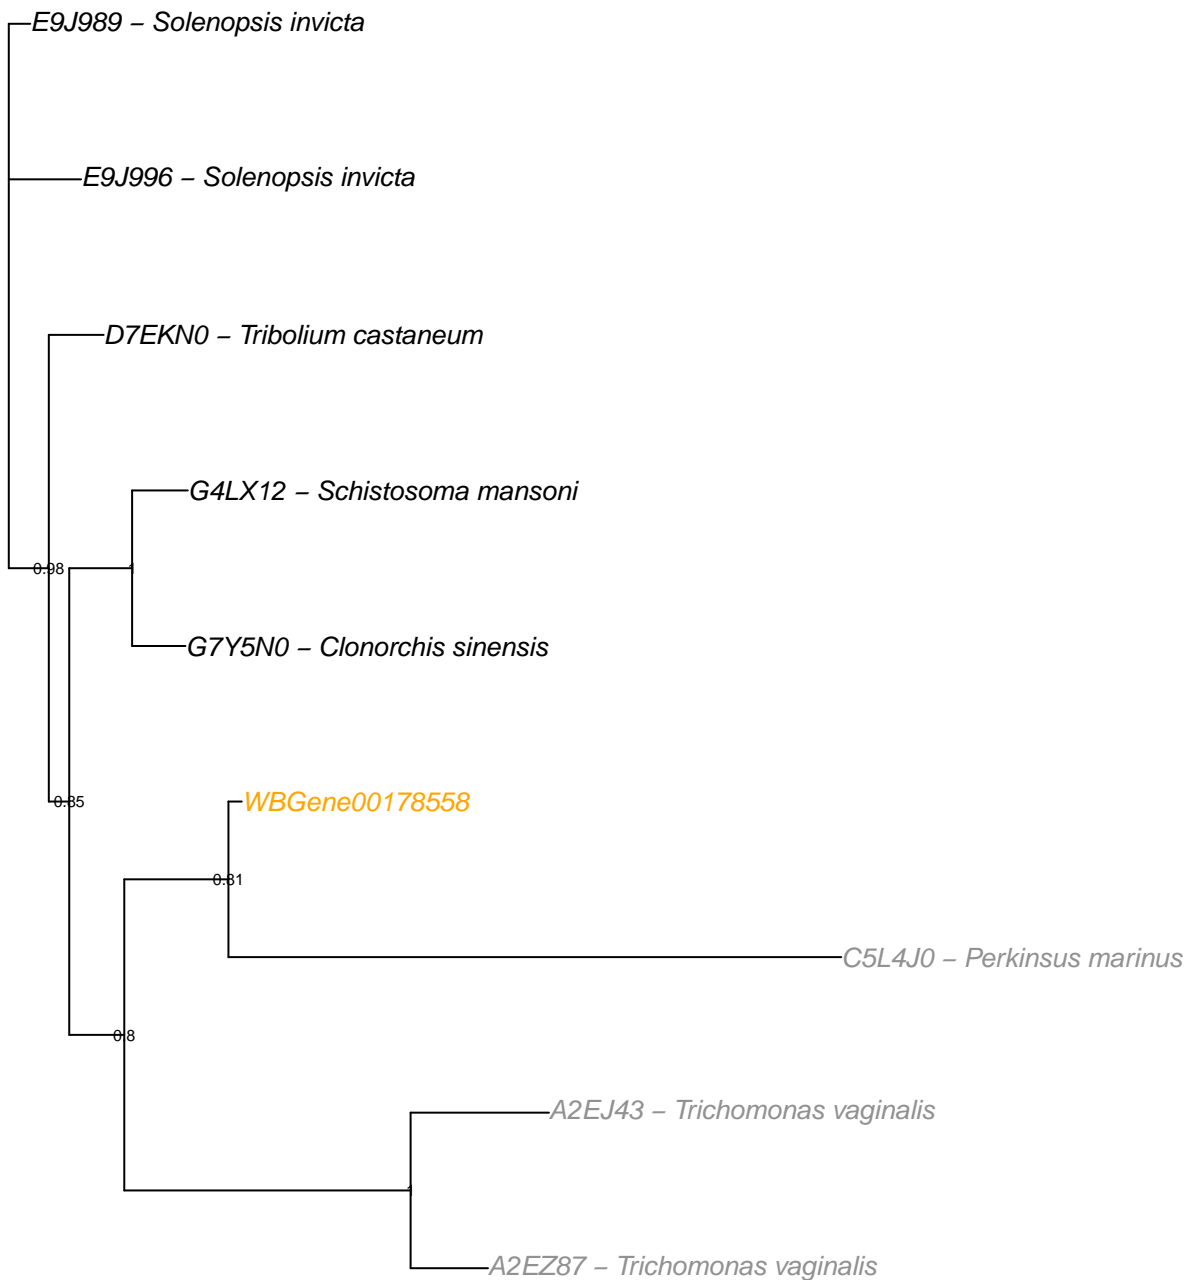 E9J989 – Solenopsis invicta
E9J996 – Solenopsis invicta
D7EKN0 – Tribolium castaneum
G4LX12 – Schistosoma mansoni
0.98
1
G7Y5N0 – Clonorchis sinensis
0.85
WBGene00178558
0.81
C5L4J0 – Perkinsus marinus
0.8
A2EJ43 – Trichomonas vaginalis
1
A2EZ87 – Trichomonas vaginalis